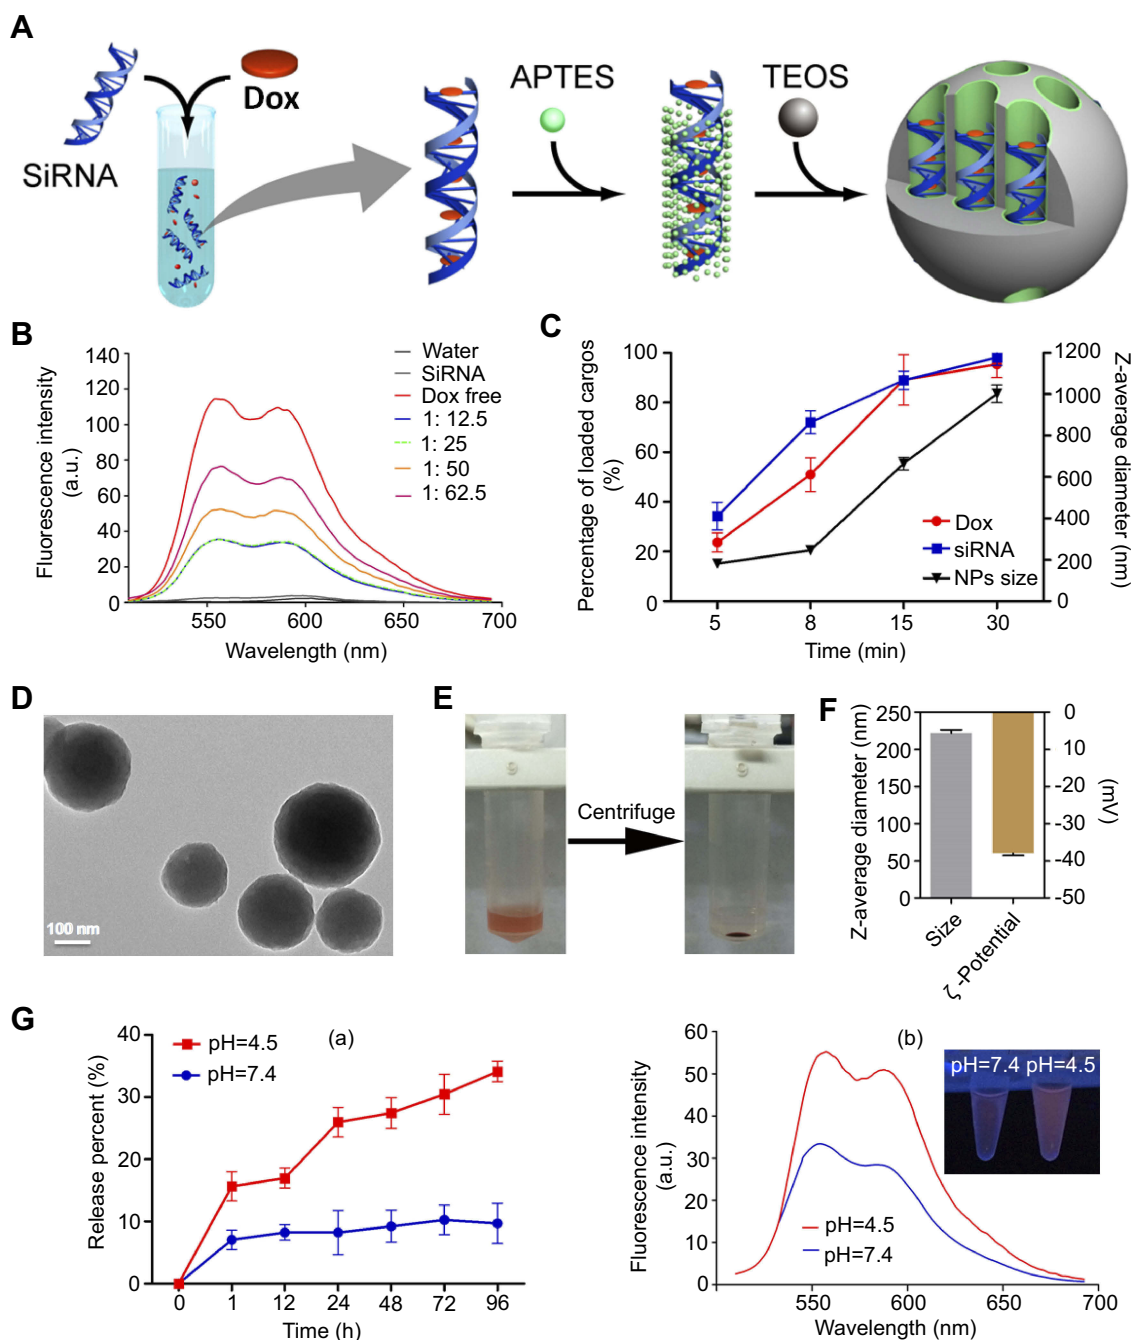 A
SiRNA
Dox
APTES
TEOS
B
Fluorescence intensity
(a.u.)
140
120
100
80
60
40
20
0
550
600
650
700
Wavelength (nm)
Water
SiRNA
Dox free
1: 12.5
1: 25
1: 50
1: 62.5
C
Percentage of loaded cargos
(%)
100
80
60
40
20
0
5
8
15
30
Time (min)
Dox
siRNA
NPs size
1200
1000
800
600
400
200
0
Z-average diameter (nm)
D
100 nm
E
9
Centrifuge
9
F
Z-average diameter (nm)
250
200
150
100
50
0
Size
ζ -Potential
0
-10
-20
-30
-40
-50
(mV)
G
(a)
Release percent (%)
40
30
20
10
0
0
1
12
24
48
72
96
Time (h)
pH=4.5
pH=7.4
(b)
Fluorescence intensity
(a.u.)
60
50
40
30
20
10
0
550
600
650
700
Wavelength (nm)
pH=4.5
pH=7.4
pH=7.4 pH=4.5